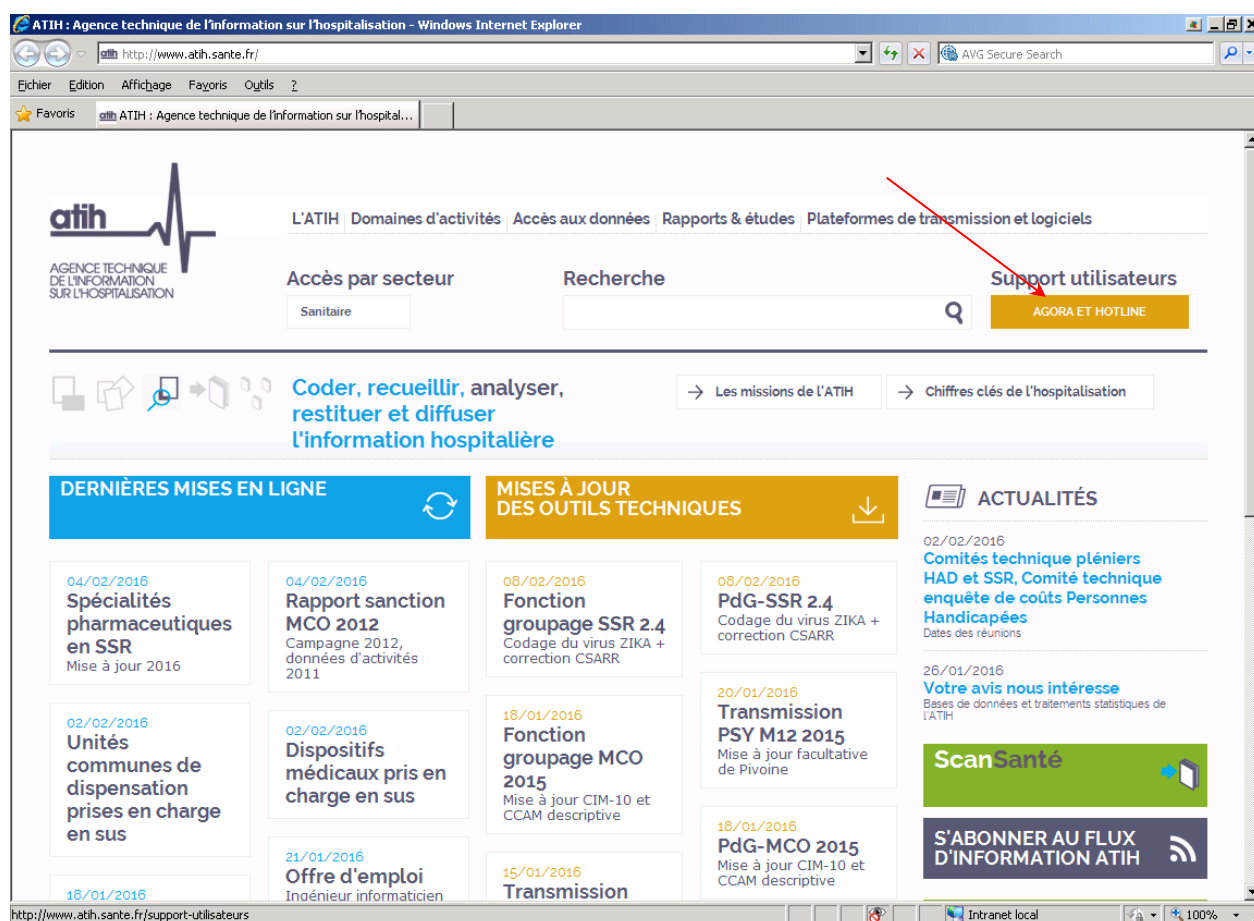 ATIH : Agence technique de l'information sur l'hospitalisation - Windows Internet Explorer
http://www.atih.sante.fr/
AVG Secure Search
Fichier Edition Affichage Favoris Outils ?
Favoris
ATIH : Agence technique de l'information sur l'hospital...
atih
AGENCE TECHNIQUE
DE L'INFORMATION
SUR L'HOSPITALISATION
L'ATIH Domaines d'activités Accès aux données Rapports & études Plateformes de transmission et logiciels
Accès par secteur
Sanitaire
Recherche
Support utilisateurs
AGORA ET HOTLINE
Coder, recueillir, analyser,
restituer et diffuser
l'information hospitalière
Les missions de l'ATIH
Chiffres clés de l'hospitalisation
DERNIÈRES MISES EN LIGNE
04/02/2016
Spécialités
pharmaceutiques
en SSR
Mise à jour 2016
02/02/2016
Unités
communes de
dispensation
prises en charge
en sus
18/01/2016
04/02/2016
Rapport sanction
MCO 2012
Campagne 2012,
données d'activités
2011
02/02/2016
Dispositifs
médicaux pris en
charge en sus
21/01/2016
Offre d'emploi
Ingénieur informaticien
MISES À JOUR
DES OUTILS TECHNIQUES
08/02/2016
Fonction
groupage SSR 2.4
Codage du virus ZIKA +
correction CSARR
18/01/2016
Fonction
groupage MCO
2015
Mise à jour CIM-10 et
CCAM descriptive
15/01/2016
Transmission
08/02/2016
PdG-SSR 2.4
Codage du virus ZIKA +
correction CSARR
20/01/2016
Transmission
PSY M12 2015
Mise à jour facultative
de Pivoine
18/01/2016
PdG-MCO 2015
Mise à jour CIM-10 et
CCAM descriptive
ACTUALITÉS
02/02/2016
Comités technique pléniers
HAD et SSR, Comité technique
enquête de coûts Personnes
Handicapées
Dates des réunions
26/01/2016
Votre avis nous intéresse
Bases de données et traitements statistiques de
l'ATIH
ScanSanté
S'ABONNER AU FLUX
D'INFORMATION ATIH
http://www.atih.sante.fr/support-utilisateurs
Intranet local
100%